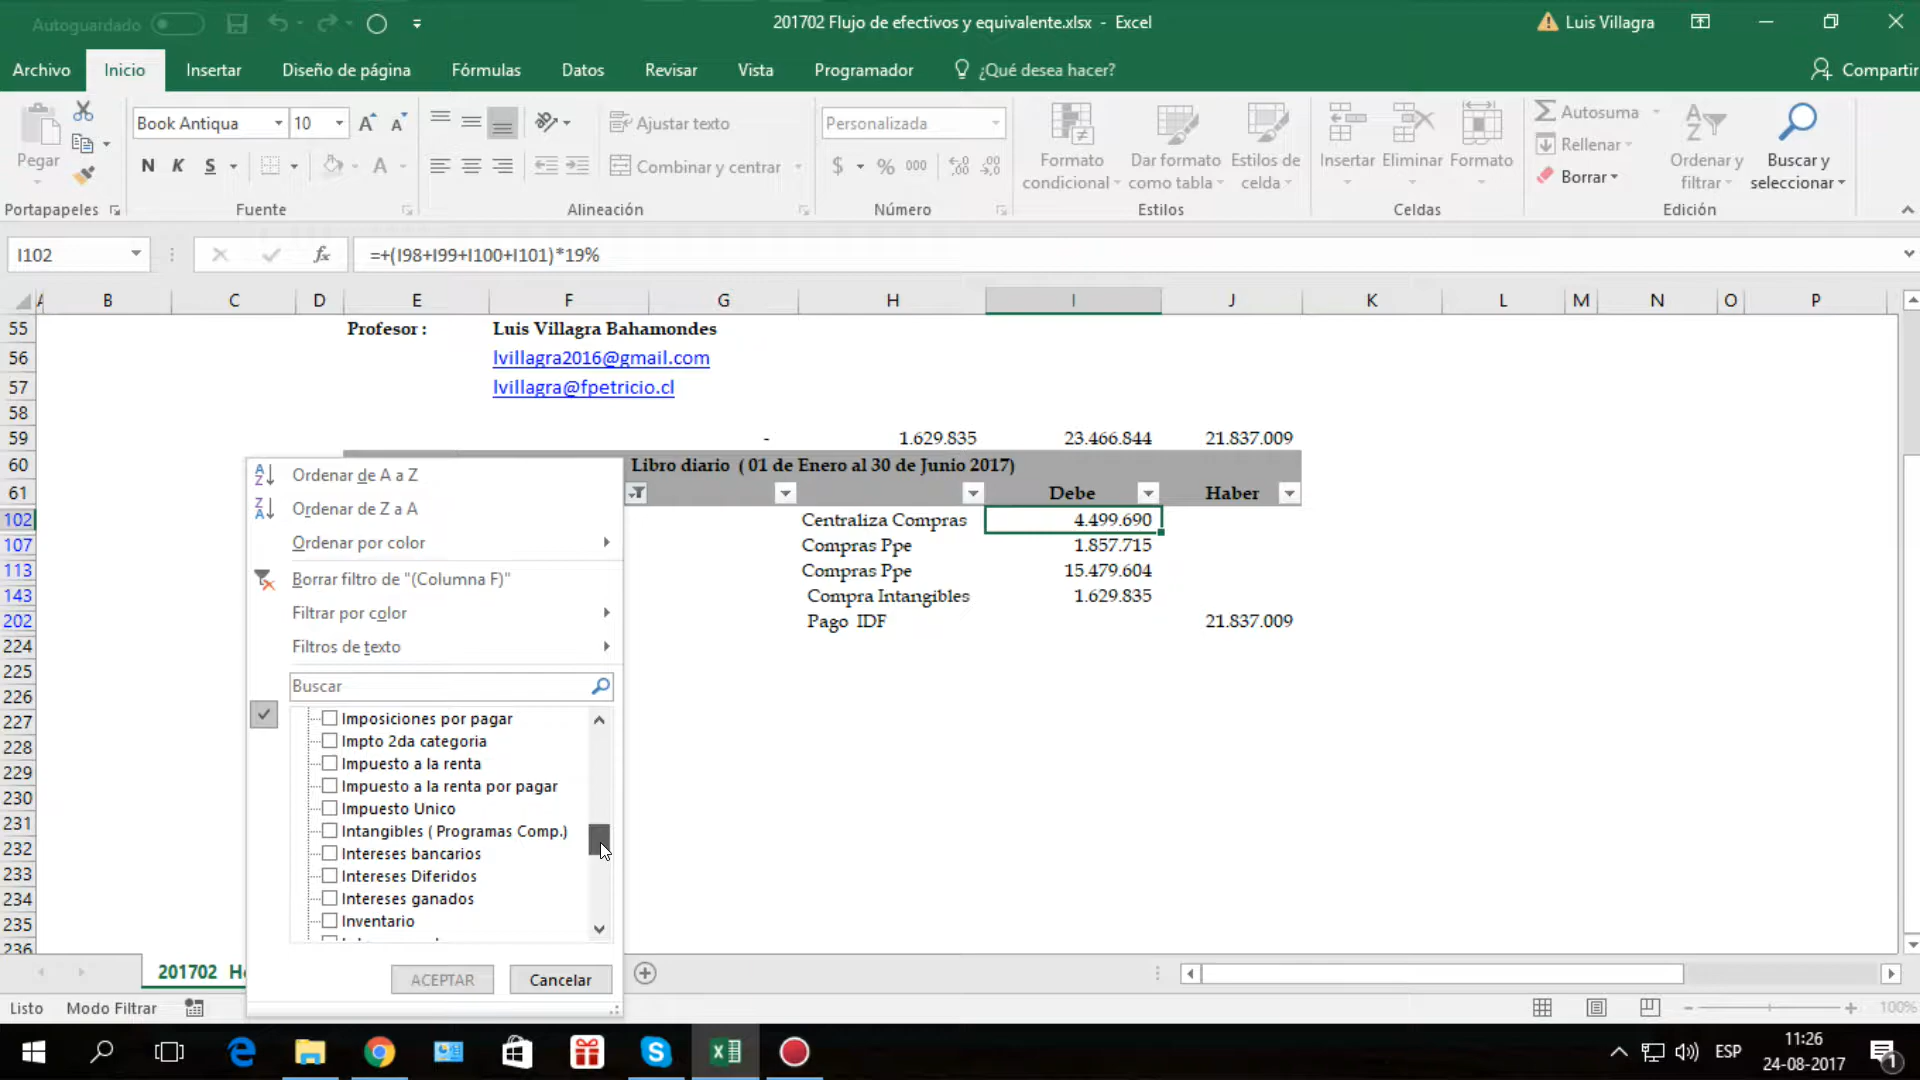 Autoguardado
201702 Flujo de efectivos y equivalente.xlsx - Excel
Luis Villagra
Archivo Inicio Insertar Diseño de página Fórmulas Datos Revisar Vista Programador ¿Qué desea hacer? Compartir
Pegar
Portapapeles
Book Antiqua 10
N K S
Fuente
Ajustar texto
Combinar y centrar
Alineación
Personalizada
$ % 000
Número
Formato condicional
Dar formato como tabla
Estilos de celda
Estilos
Insertar Eliminar Formato
Celdas
Autosuma
Rellenar
Borrar
Ordenar y filtrar
Buscar y seleccionar
Edición
I102
fx
=+(I98+I99+I100+I101)*19%
A B C D E F G H I J K L M N O P
55 Profesor : Luis Villagra Bahamondes
56 lvillagra2016@gmail.com
57 lvillagra@fpetricio.cl
58
59 - 1.629.835 23.466.844 21.837.009
60 Libro diario ( 01 de Enero al 30 de Junio 2017)
61 Debe Haber
102 Centraliza Compras 4.499.690
107 Compras Ppe 1.857.715
113 Compras Ppe 15.479.604
143 Compra Intangibles 1.629.835
202 Pago IDF 21.837.009
224
225
226
227
228
229
230
231
232
233
234
235
236
Ordenar de A a Z
Ordenar de Z a A
Ordenar por color
Borrar filtro de "(Columna F)"
Filtrar por color
Filtros de texto
Buscar
Imposiciones por pagar
Impto 2da categoria
Impuesto a la renta
Impuesto a la renta por pagar
Impuesto Unico
Intangibles ( Programas Comp.)
Intereses bancarios
Intereses Diferidos
Intereses ganados
Inventario
ACEPTAR Cancelar
201702
Listo Modo Filtrar
100%
ESP
11:26
24-08-2017
1